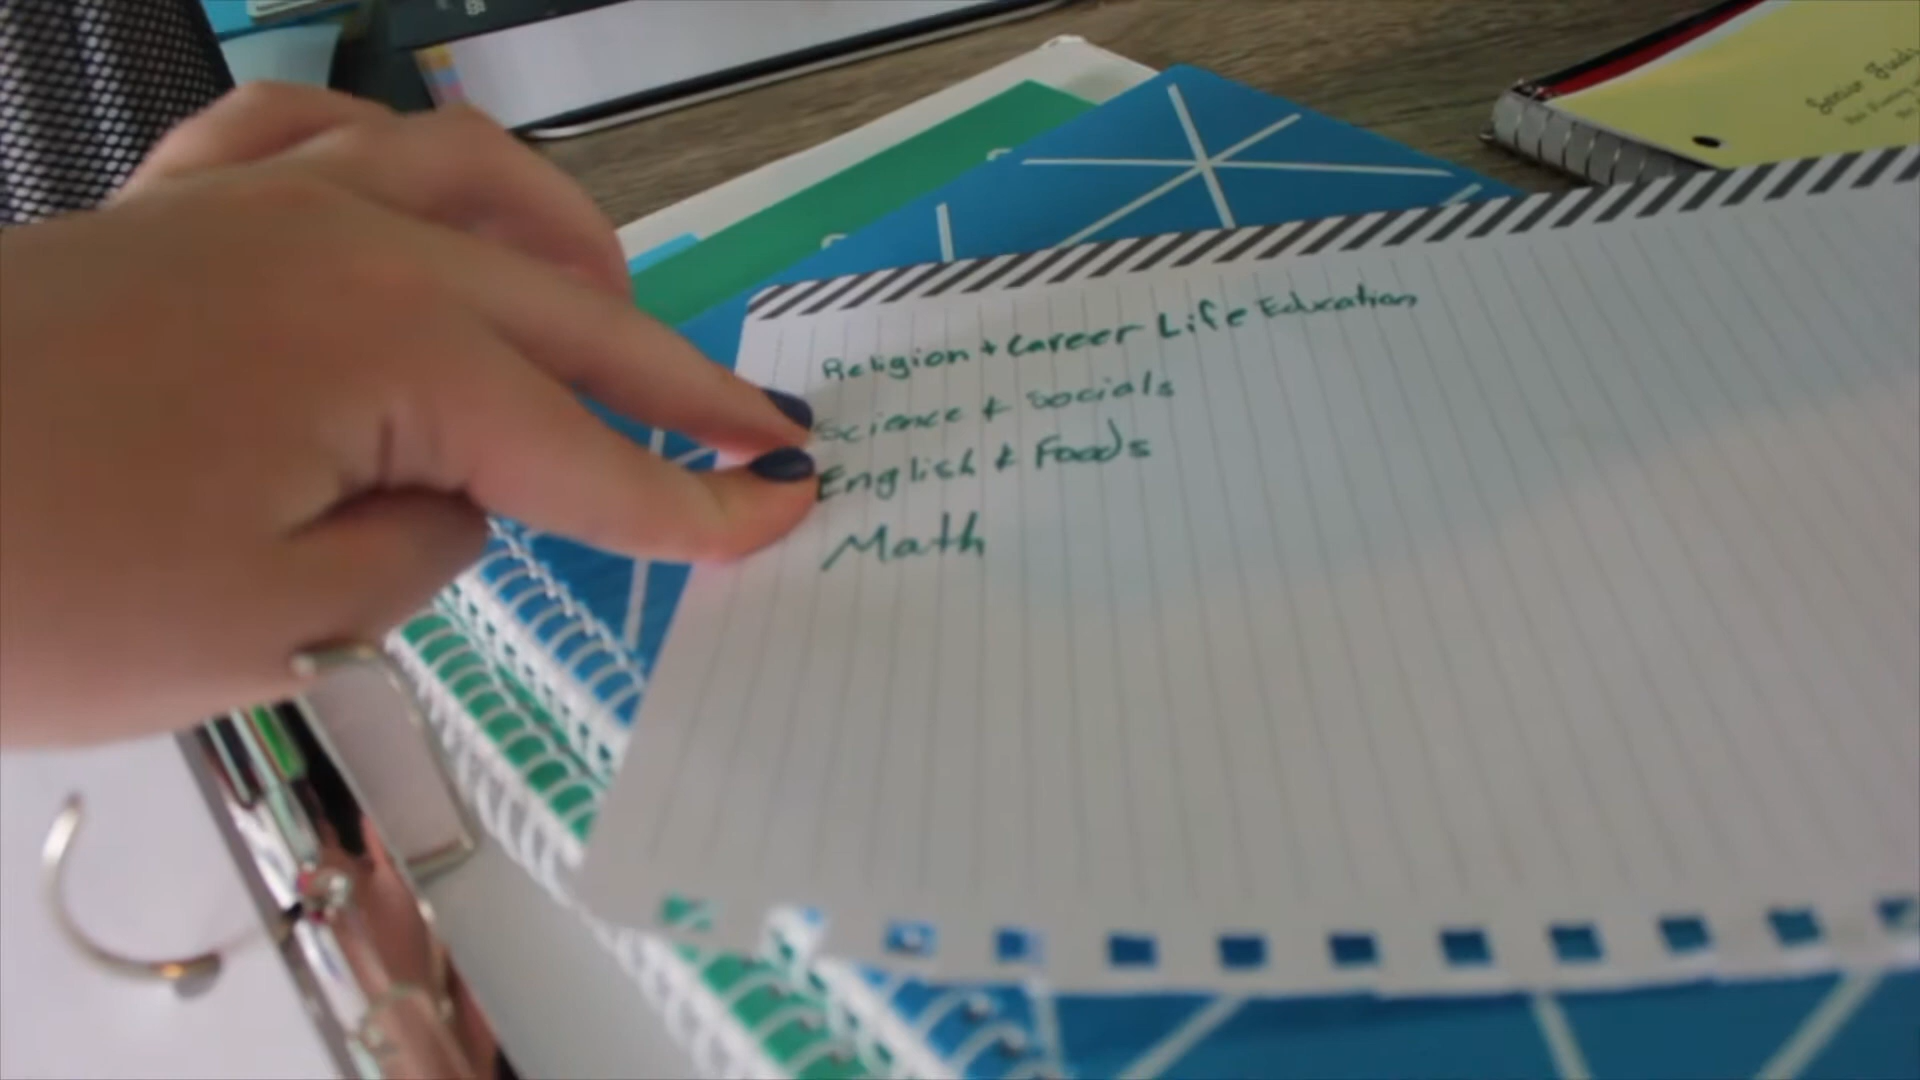 Religion + Career Life Education
Science & Socials
English & Foods
Math